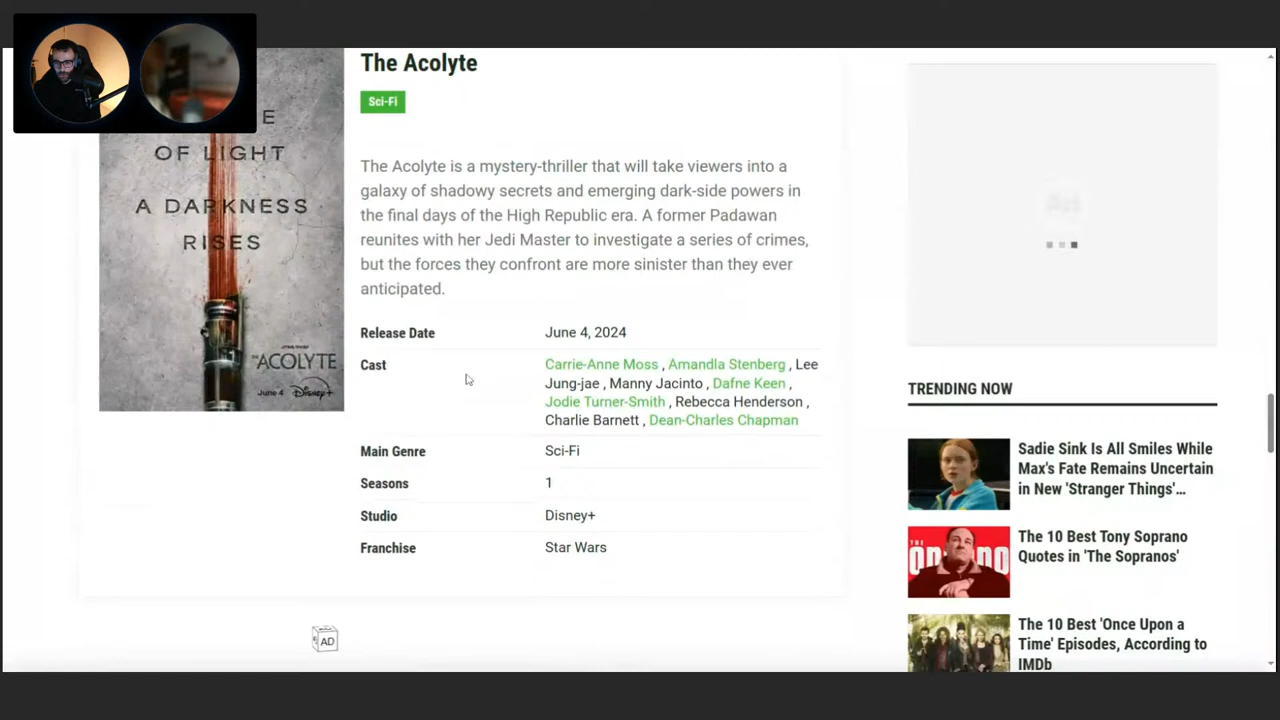 The Acolyte
Sci-Fi
E
OF LIGHT
A DARKNESS
RISES
STAR WARS
THE ACOLYTE
June 4 Disney+
The Acolyte is a mystery-thriller that will take viewers into a
galaxy of shadowy secrets and emerging dark-side powers in
the final days of the High Republic era. A former Padawan
reunites with her Jedi Master to investigate a series of crimes,
but the forces they confront are more sinister than they ever
anticipated.
Release Date June 4, 2024
Cast Carrie-Anne Moss , Amandla Stenberg , Lee
Jung-jae , Manny Jacinto , Dafne Keen ,
Jodie Turner-Smith , Rebecca Henderson ,
Charlie Barnett , Dean-Charles Chapman
Main Genre Sci-Fi
Seasons 1
Studio Disney+
Franchise Star Wars
AD
TRENDING NOW
Sadie Sink Is All Smiles While
Max's Fate Remains Uncertain
in New 'Stranger Things'...
The 10 Best Tony Soprano
Quotes in 'The Sopranos'
The 10 Best 'Once Upon a
Time' Episodes, According to
IMDb